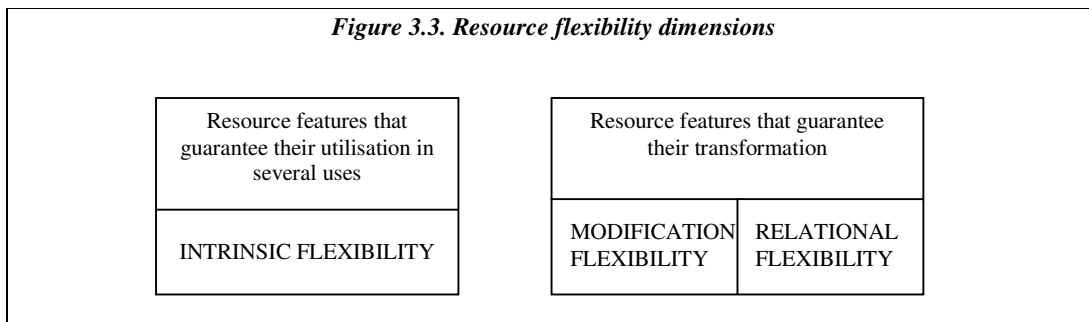 Figure 3.3. Resource flexibility dimensions
Resource features that
guarantee their utilisation in
several uses
INTRINSIC FLEXIBILITY
Resource features that guarantee
their transformation
MODIFICATION
FLEXIBILITY
RELATIONAL
FLEXIBILITY